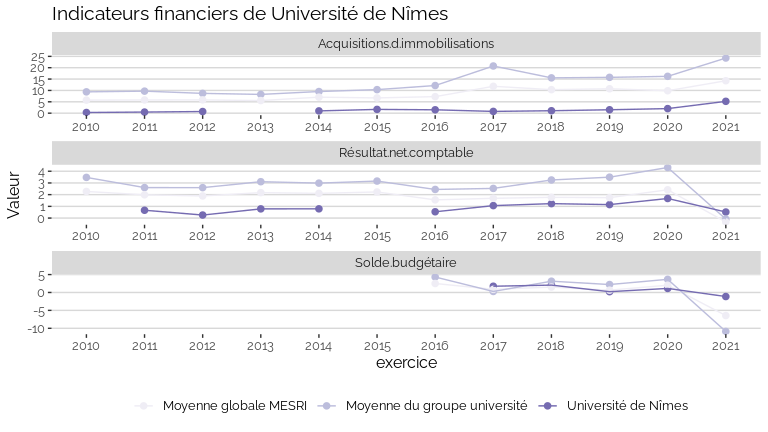 Indicateurs financiers de Université de Nîmes
Acquisitions.d.immobilisations
25
20
15
10
5
0
2010 2011 2012 2013 2014 2015 2016 2017 2018 2019 2020 2021
Résultat.net.comptable
4
3
2
1
0
2010 2011 2012 2013 2014 2015 2016 2017 2018 2019 2020 2021
Valeur
Solde.budgétaire
5
0
-5
-10
2010 2011 2012 2013 2014 2015 2016 2017 2018 2019 2020 2021
exercice
Moyenne globale MESRI Moyenne du groupe université Université de Nîmes